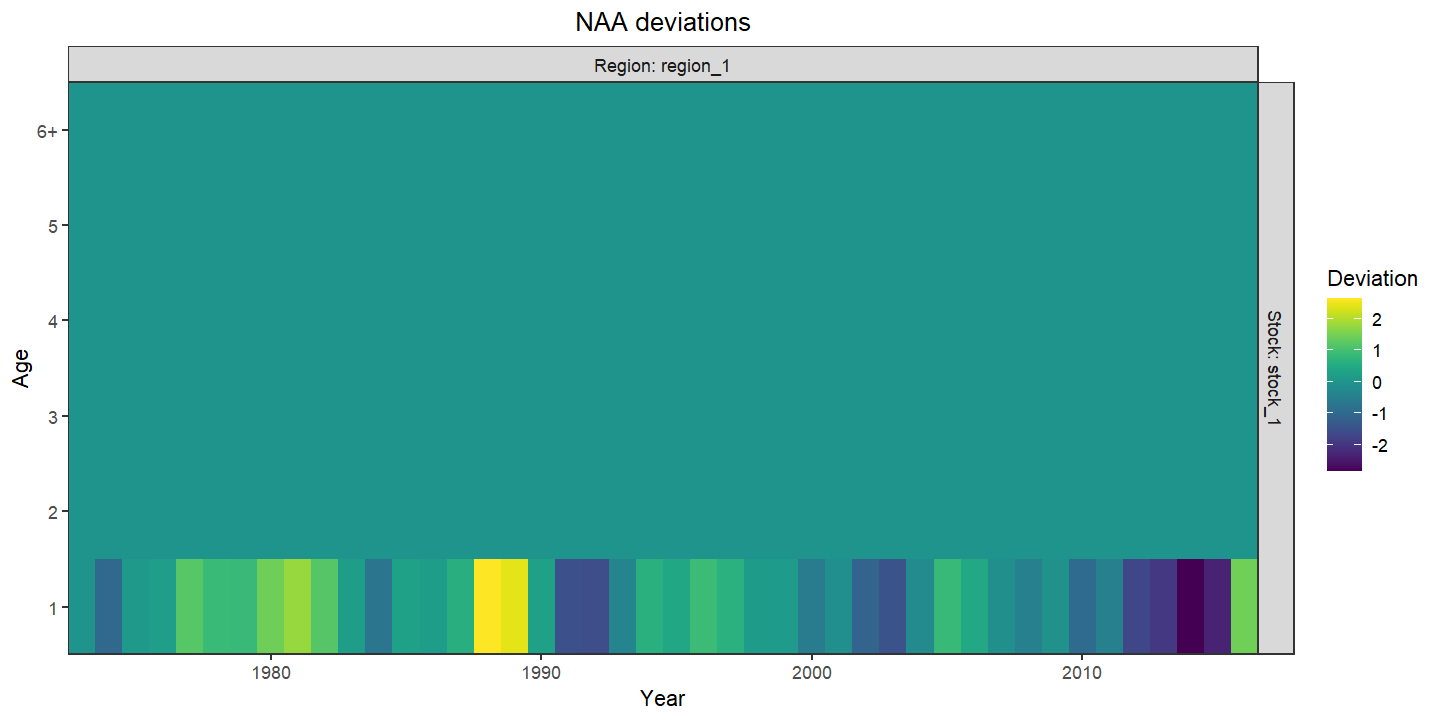 NAA deviations
Region: region_1
Stock: stock_1
Age
6+
5
4
3
2
1
1980 1990 2000 2010
Year
Deviation
2
1
0
-1
-2